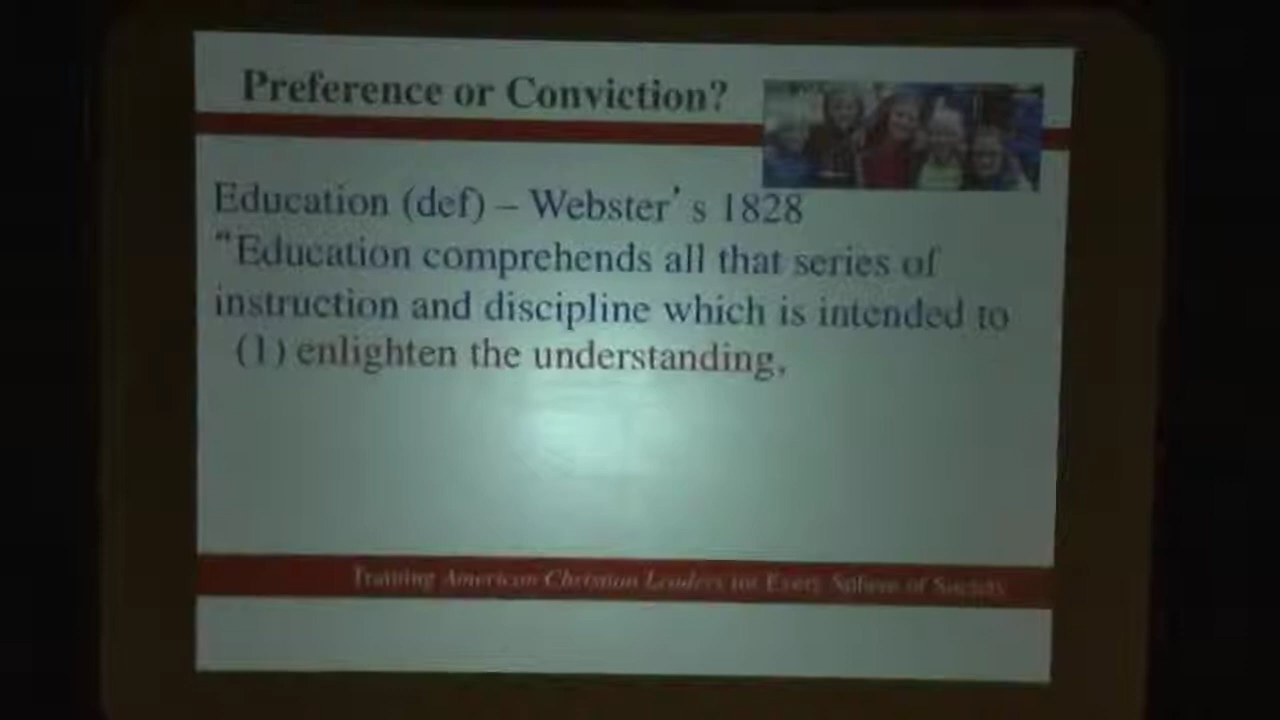 Preference or Conviction?
Education (def) – Webster's 1828
“Education comprehends all that series of
instruction and discipline which is intended to
(1) enlighten the understanding,
Training American Christian Leaders for Every Sphere of Society